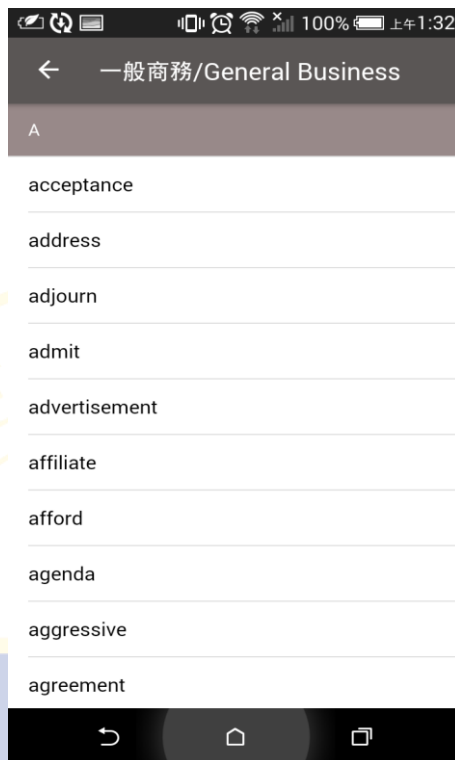 100% 上午1:32
一般商務/General Business
A
acceptance
address
adjourn
admit
advertisement
affiliate
afford
agenda
aggressive
agreement